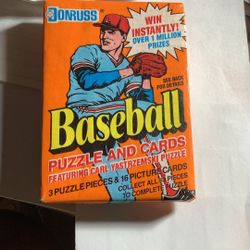 DONRUSS
WIN
INSTANTLY!
OVER 1 MILLION
PRIZES
SEE BACK
FOR DETAILS
Baseball
PUZZLE AND CARDS
FEATURING CARL YASTRZEMSKI PUZZLE
3 PUZZLE PIECES & 16 PICTURE CARDS
COLLECT ALL 63 PIECES
TO COMPLETE PUZZLE